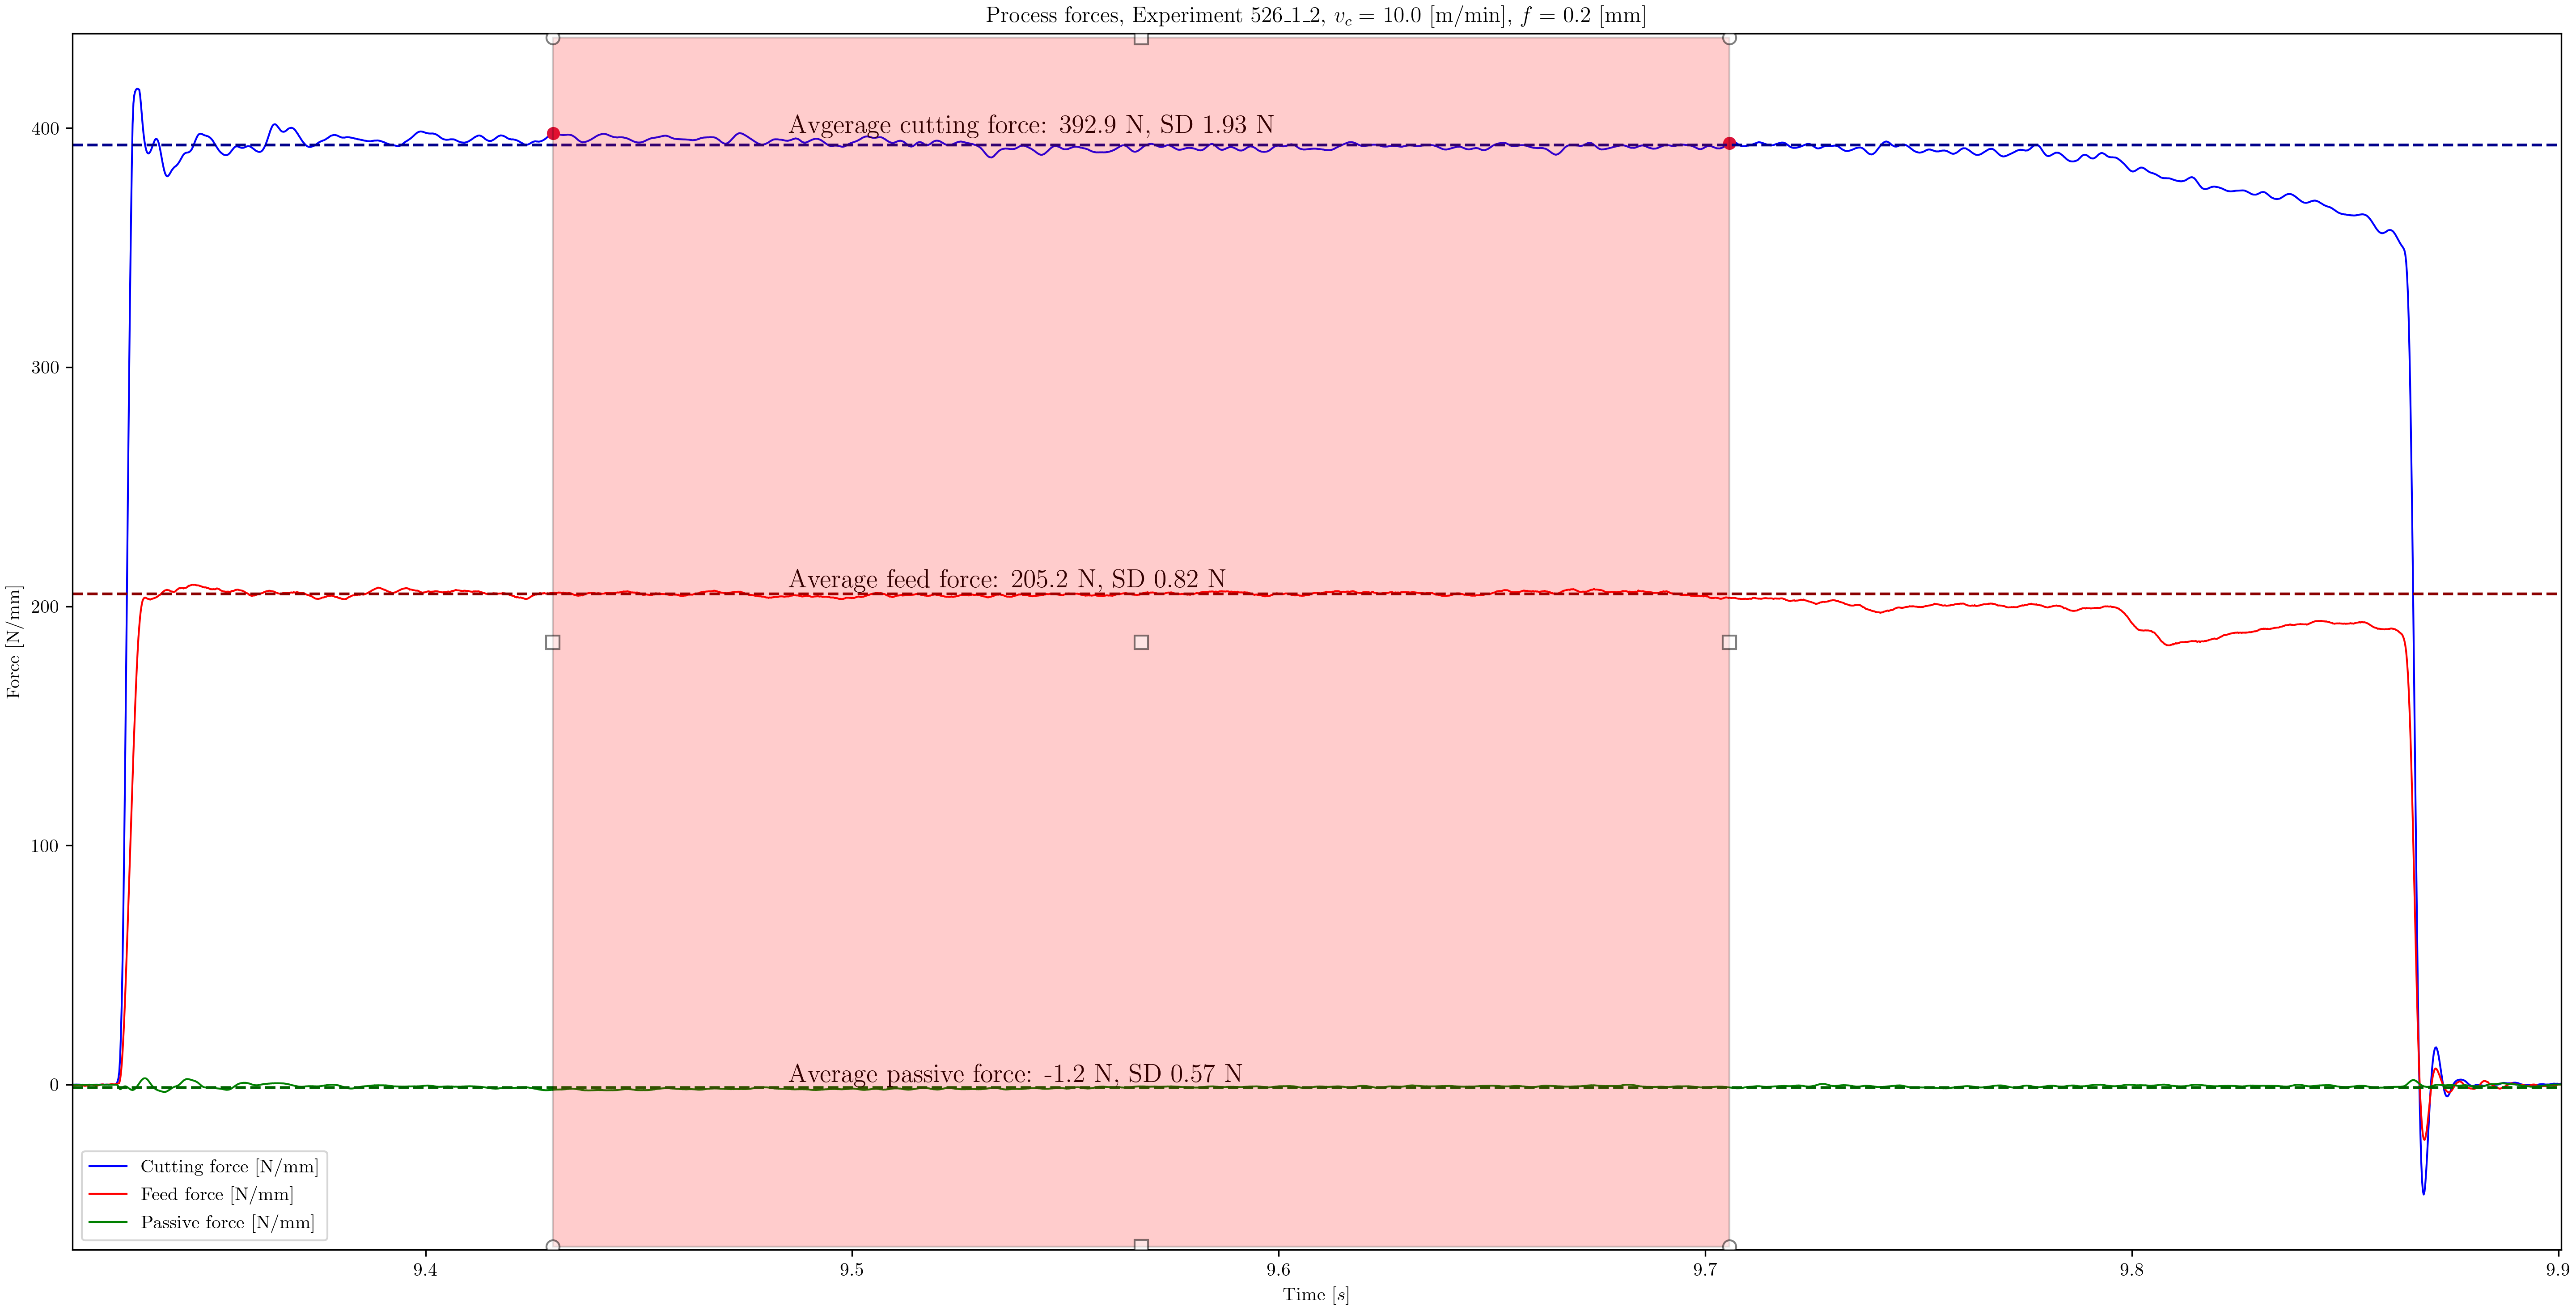 Process forces, Experiment 526_1_2, v_c = 10.0 [m/min], f = 0.2 [mm]
400
300
200
100
0
Force [N/mm]
Avgerage cutting force: 392.9 N, SD 1.93 N
Average feed force: 205.2 N, SD 0.82 N
Average passive force: -1.2 N, SD 0.57 N
Cutting force [N/mm]
Feed force [N/mm]
Passive force [N/mm]
9.4 9.5 9.6 9.7 9.8 9.9
Time [s]